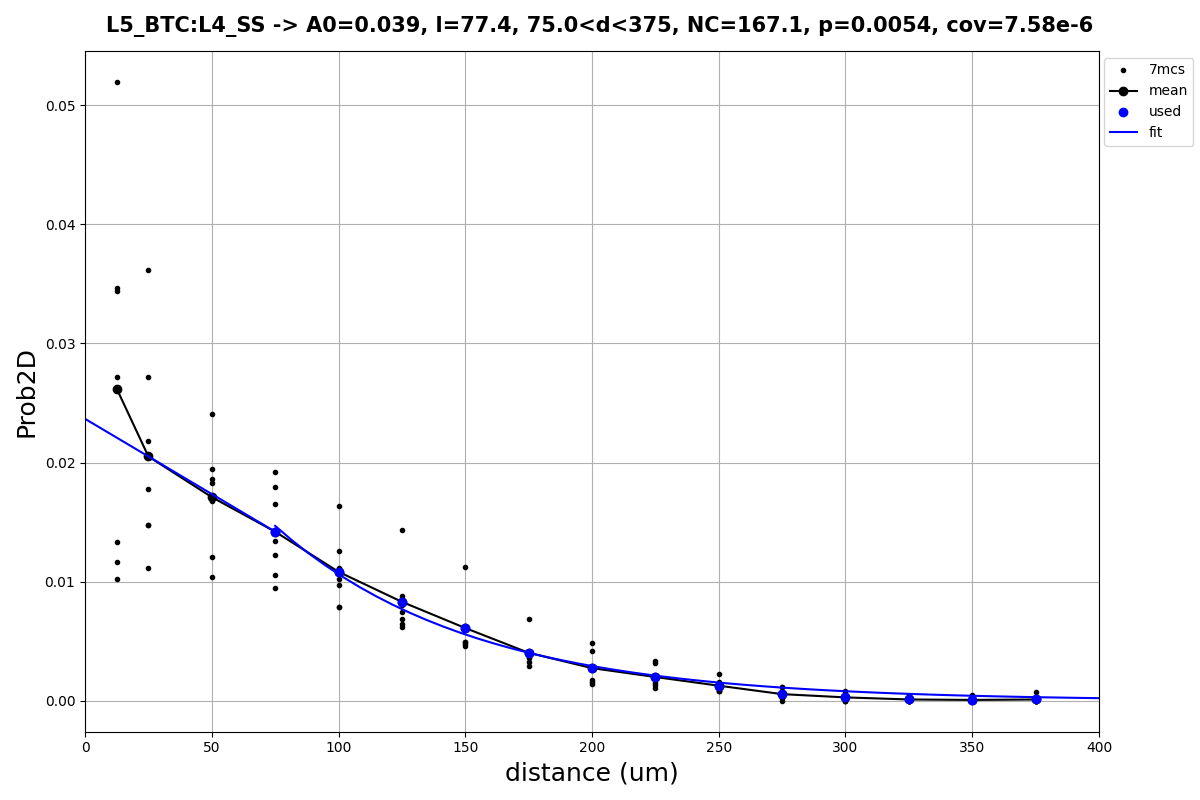 L5_BTC:L4_SS -> A0=0.039, l=77.4, 75.0<d<375, NC=167.1, p=0.0054, cov=7.58e-6
7mcs
mean
used
fit
0.05
0.04
0.03
0.02
0.01
0.00
Prob2D
0 50 100 150 200 250 300 350 400
distance (um)